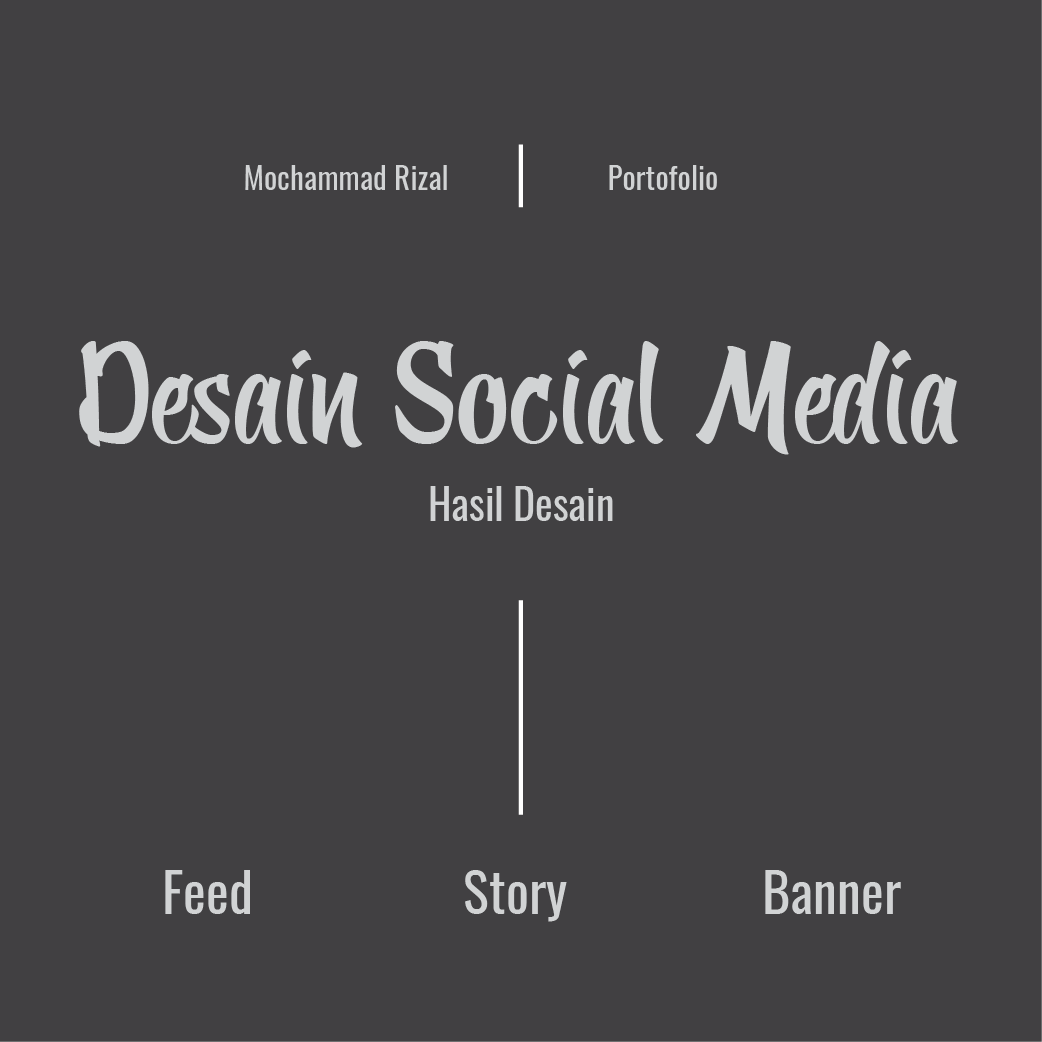 Mochammad Rizal Portofolio
Desain Social Media
Hasil Desain
Feed Story Banner